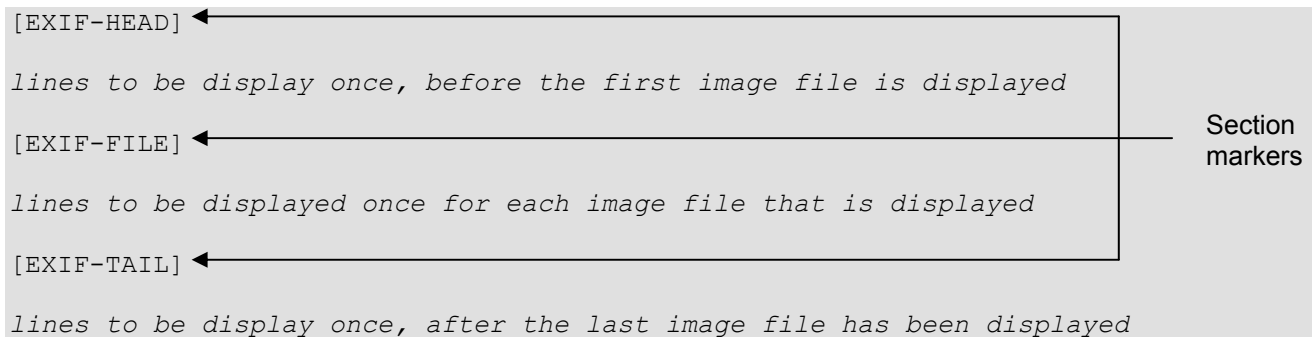 [EXIF-HEAD]
lines to be display once, before the first image file is displayed
[EXIF-FILE]
lines to be displayed once for each image file that is displayed
[EXIF-TAIL]
lines to be display once, after the last image file has been displayed
Section
markers